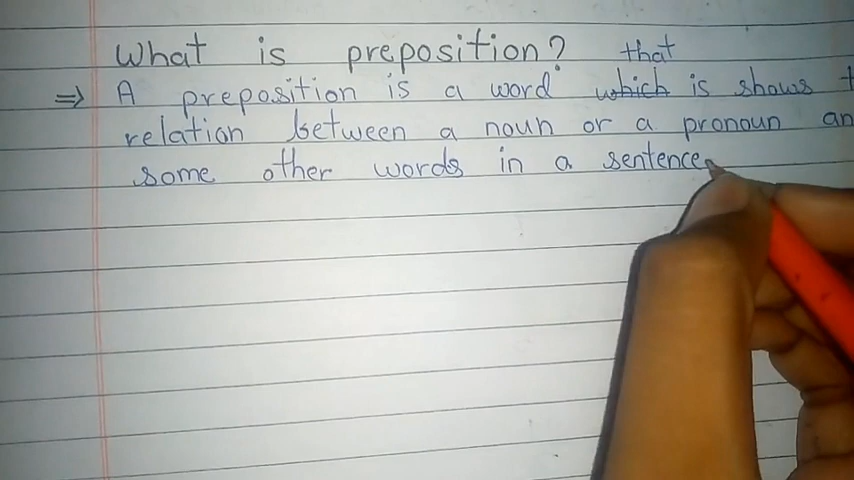 What is preposition?
that
⇒ A preposition is a word which is shows t
relation between a noun or a pronoun an
some other words in a sentence.